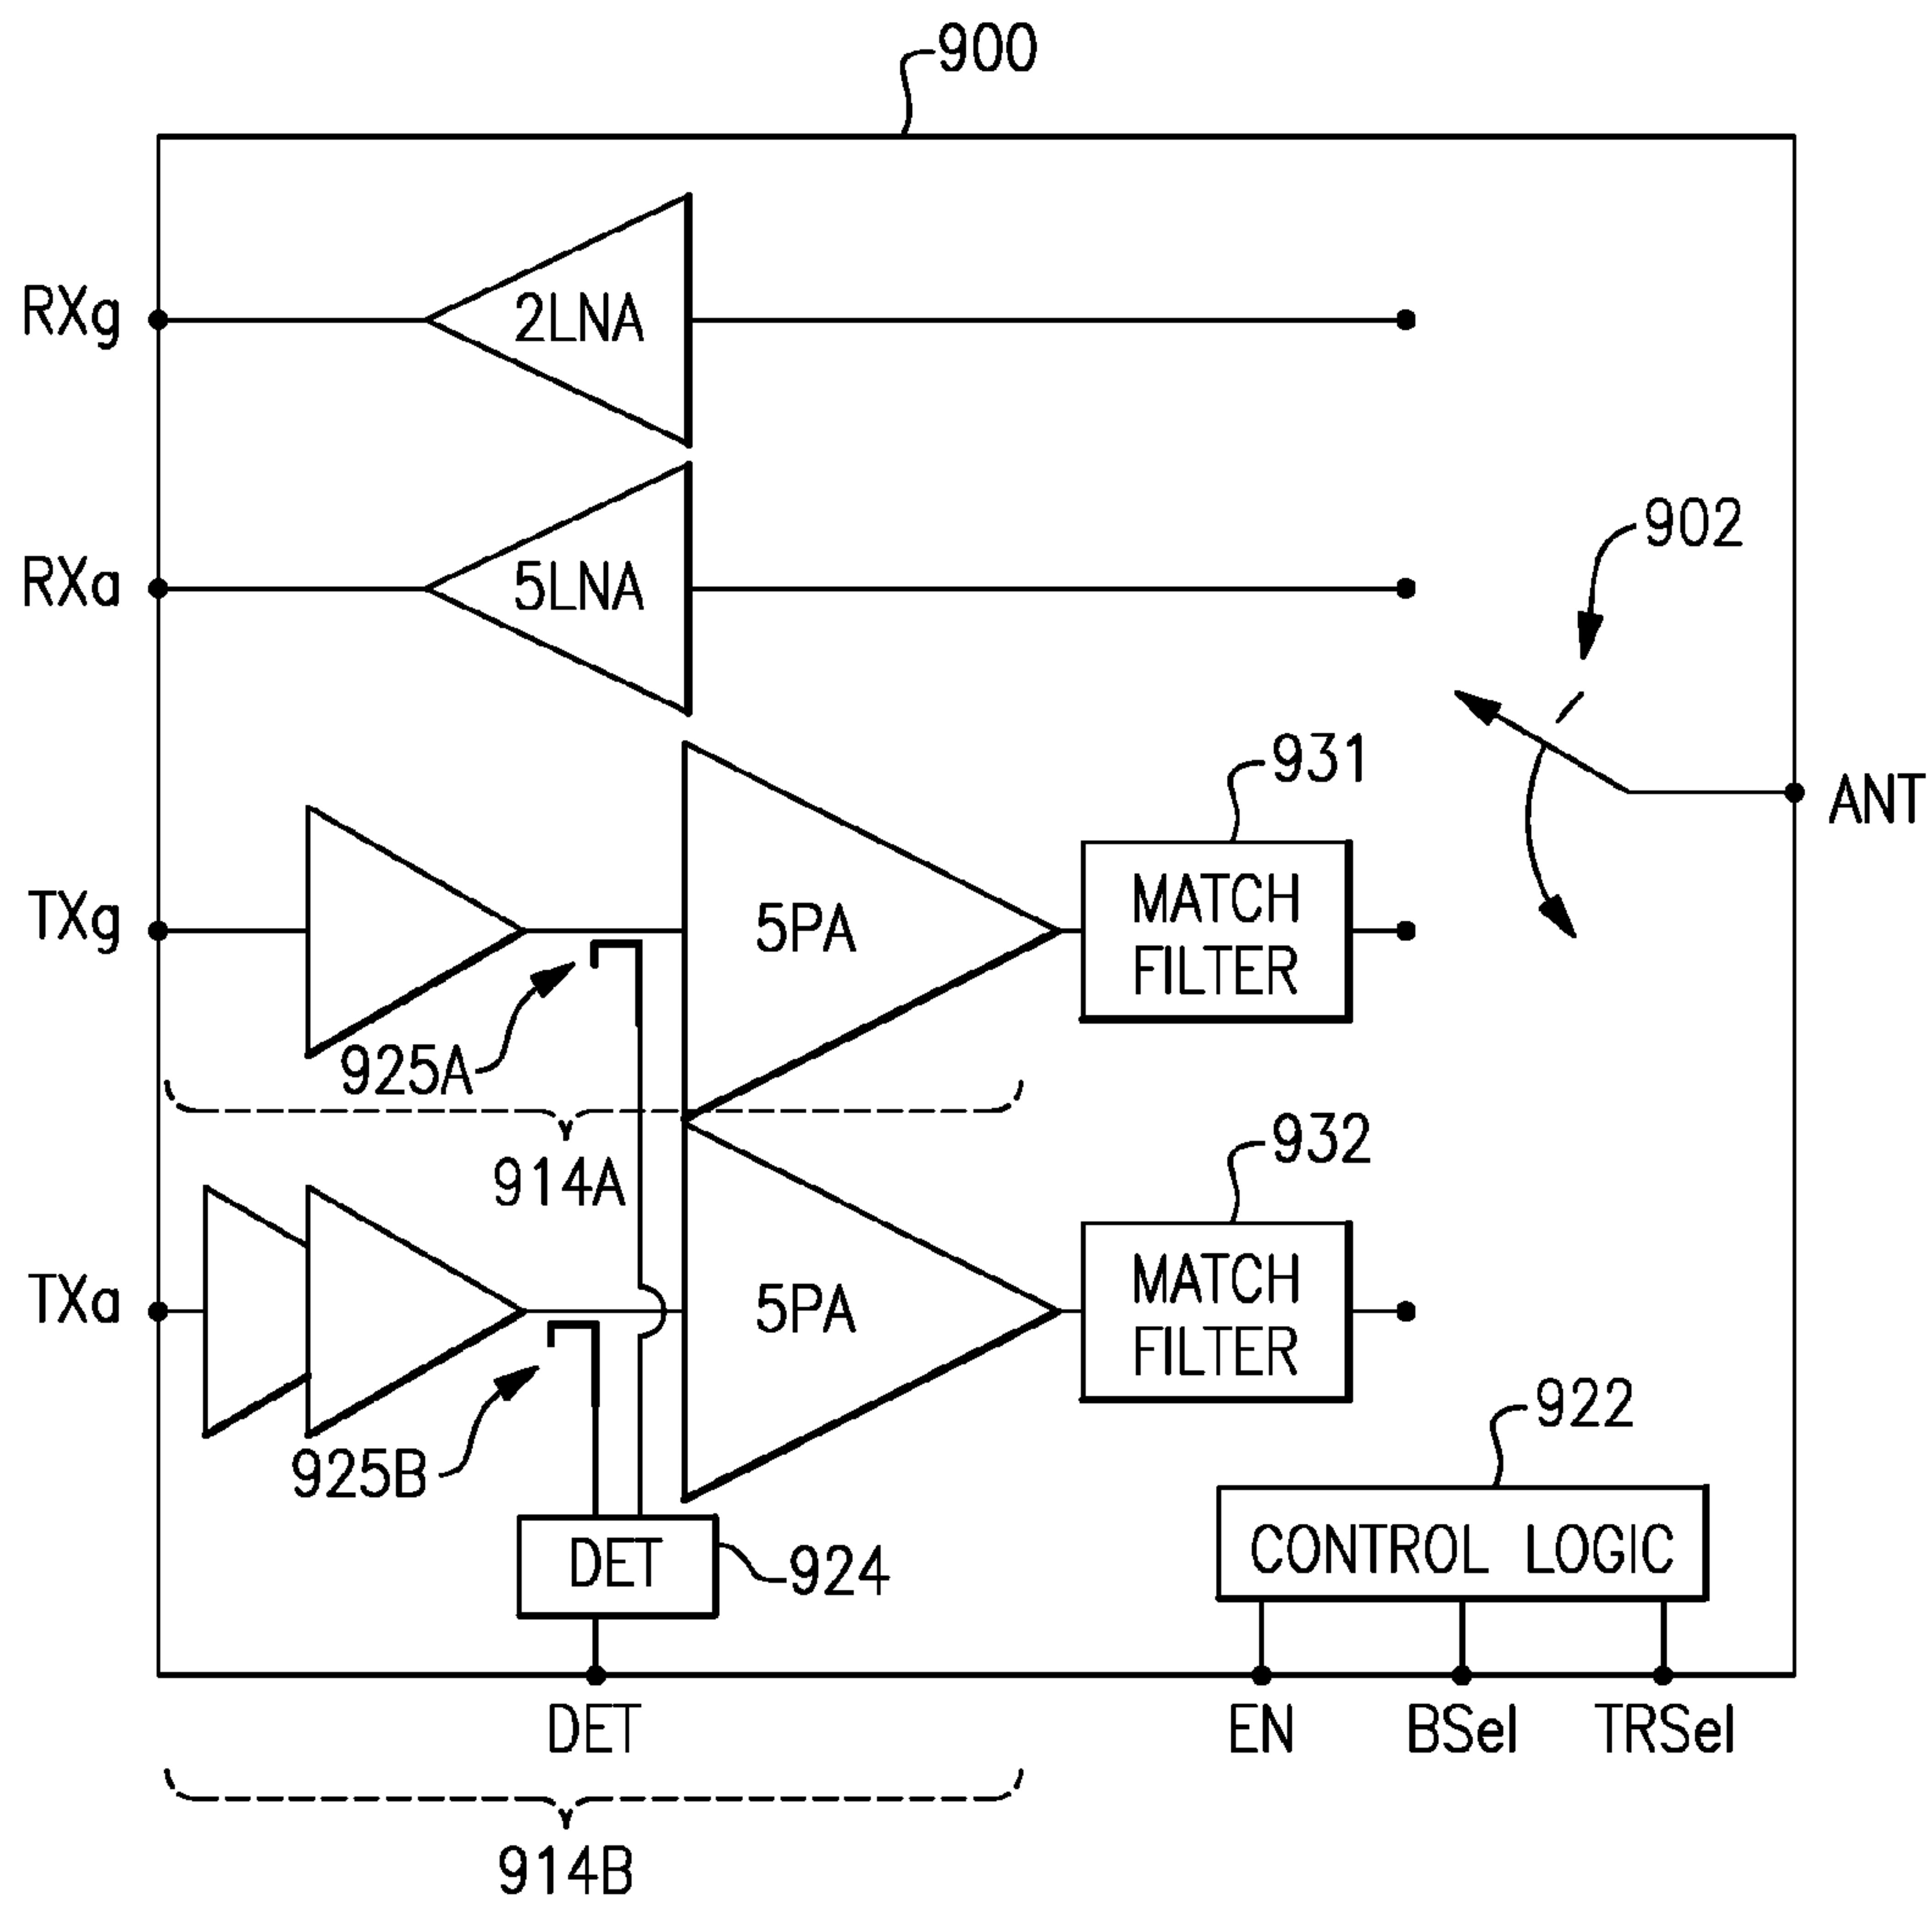 900
RXg
2LNA
RXa
5LNA
902
931
ANT
TXg
5PA
MATCH
FILTER
925A
914A
932
TXa
5PA
MATCH
FILTER
925B
922
DET
924
CONTROL LOGIC
DET
EN
BSel
TRSel
914B